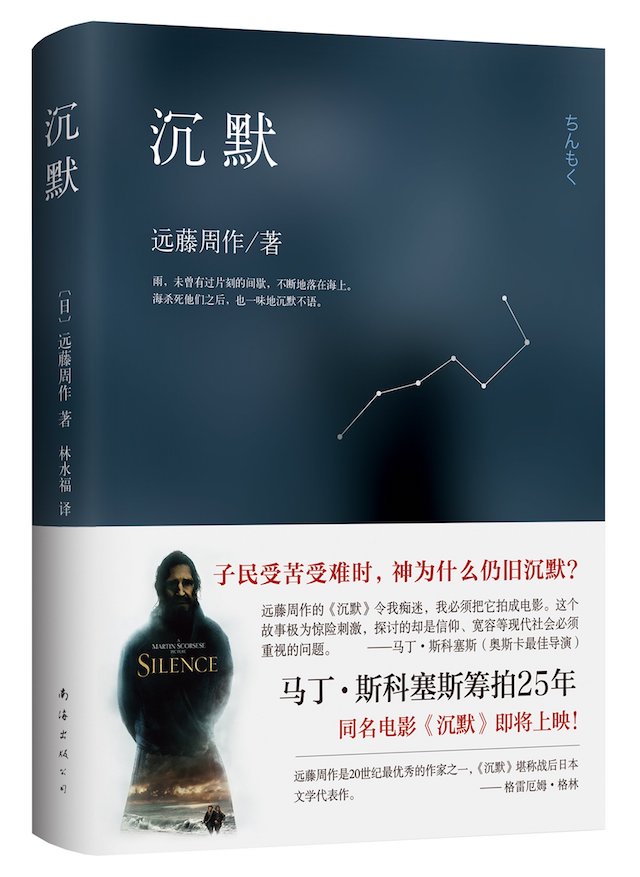 沉默
〔日〕远藤周作 著
林水福 译
南海出版公司
沉默
ちんもく
远藤周作/著
雨，未曾有过片刻的间歇，不断地落在海上。
海杀死他们之后，也一味地沉默不语。
子民受苦受难时，神为什么仍旧沉默？
远藤周作的《沉默》令我痴迷，我必须把它拍成电影。这个
故事极为惊险刺激，探讨的却是信仰、宽容等现代社会必须
重视的问题。 ——马丁·斯科塞斯（奥斯卡最佳导演）
A
MARTIN SCORSESE
PICTURE
SILENCE
马丁·斯科塞斯筹拍25年
同名电影《沉默》即将上映！
远藤周作是20世纪最优秀的作家之一，《沉默》堪称战后日本
文学代表作。 ——格雷厄姆·格林